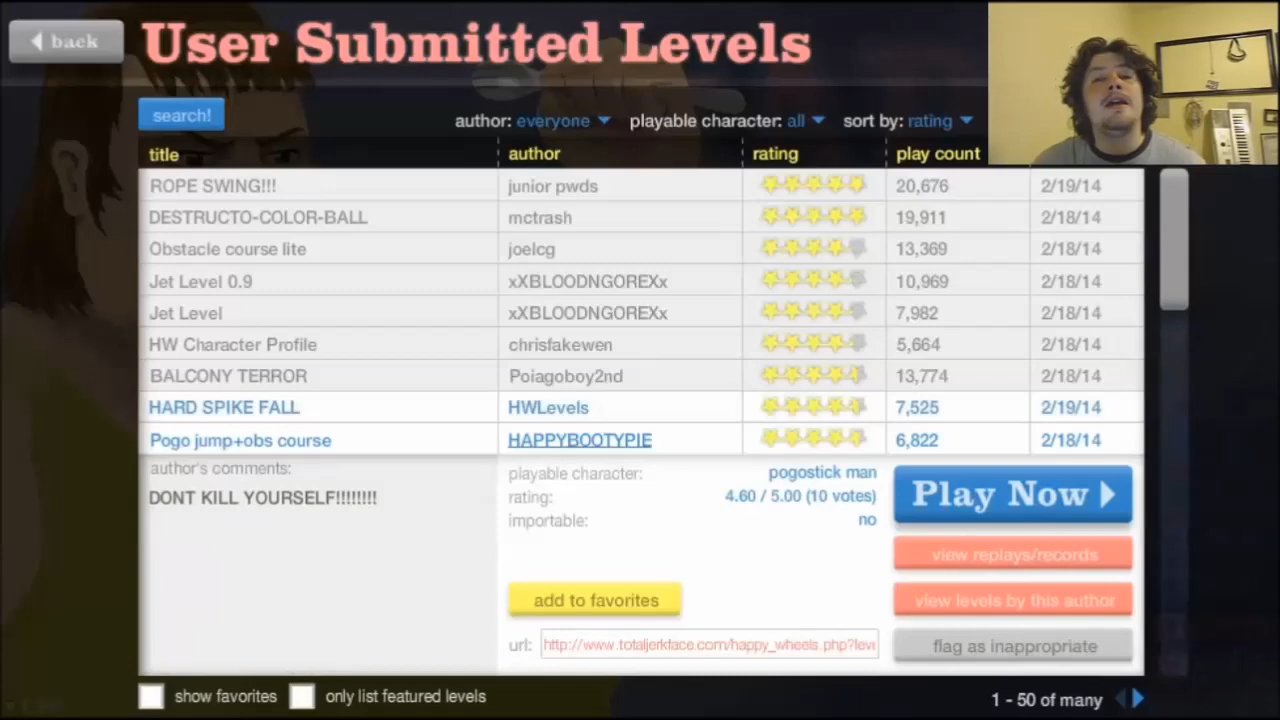 back
User Submitted Levels
search!
author: everyone playable character: all sort by: rating
title author rating play count
ROPE SWING!!! junior pwds 20,676 2/19/14
DESTRUCTO-COLOR-BALL mctrash 19,911 2/18/14
Obstacle course lite joelcg 13,369 2/18/14
Jet Level 0.9 xXBLOODNGOREXx 10,969 2/18/14
Jet Level xXBLOODNGOREXx 7,982 2/18/14
HW Character Profile chrisfakewen 5,664 2/18/14
BALCONY TERROR Poiagoboy2nd 13,774 2/18/14
HARD SPIKE FALL HWLevels 7,525 2/19/14
Pogo jump+obs course HAPPYBOOTYPIE 6,822 2/18/14
author's comments:
DONT KILL YOURSELF!!!!!!!!
playable character: pogostick man
rating: 4.60 / 5.00 (10 votes)
importable: no
add to favorites
url: http://www.totaljerkface.com/happy_wheels.php?leve
Play Now
view replays/records
view levels by this author
flag as inappropriate
show favorites only list featured levels
1 - 50 of many